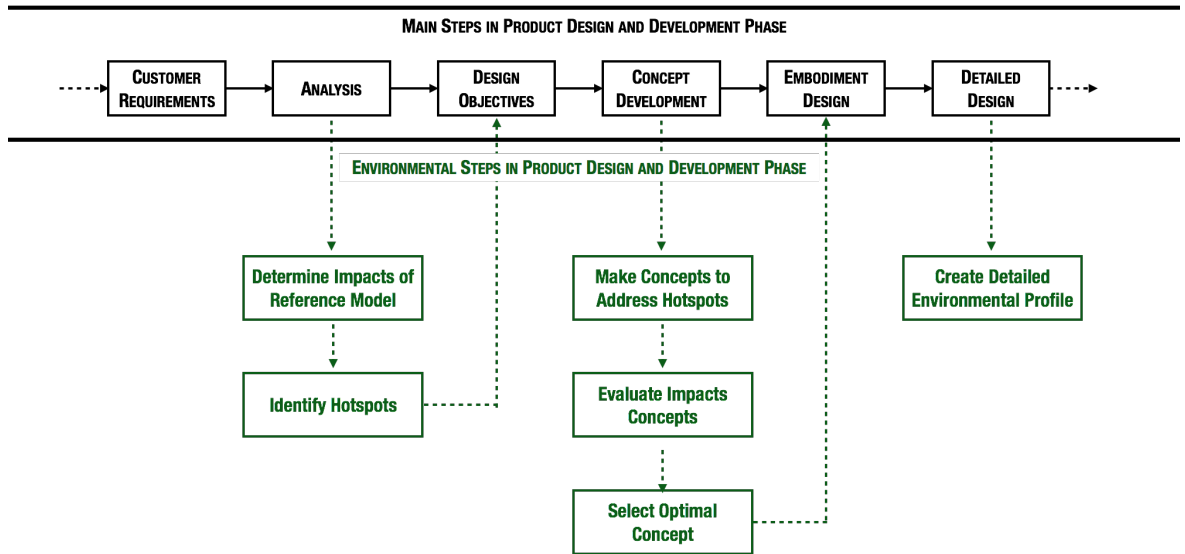 MAIN STEPS IN PRODUCT DESIGN AND DEVELOPMENT PHASE
CUSTOMER
REQUIREMENTS
ANALYSIS
DESIGN
OBJECTIVES
CONCEPT
DEVELOPMENT
EMBODIMENT
DESIGN
DETAILED
DESIGN
ENVIRONMENTAL STEPS IN PRODUCT DESIGN AND DEVELOPMENT PHASE
Determine Impacts of
Reference Model
Make Concepts to
Address Hotspots
Create Detailed
Environmental Profile
Identify Hotspots
Evaluate Impacts
Concepts
Select Optimal
Concept